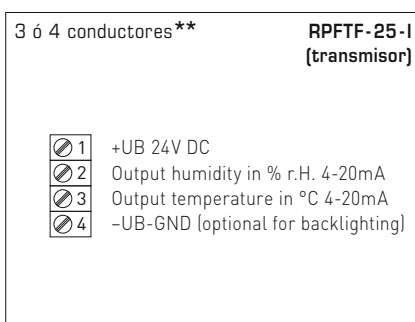 3 ó 4 conductores**
RPFTF-25-I
(transmisor)
1 +UB 24V DC
2 Output humidity in % r.H. 4-20mA
3 Output temperature in °C 4-20mA
4 –UB-GND (optional for backlighting)